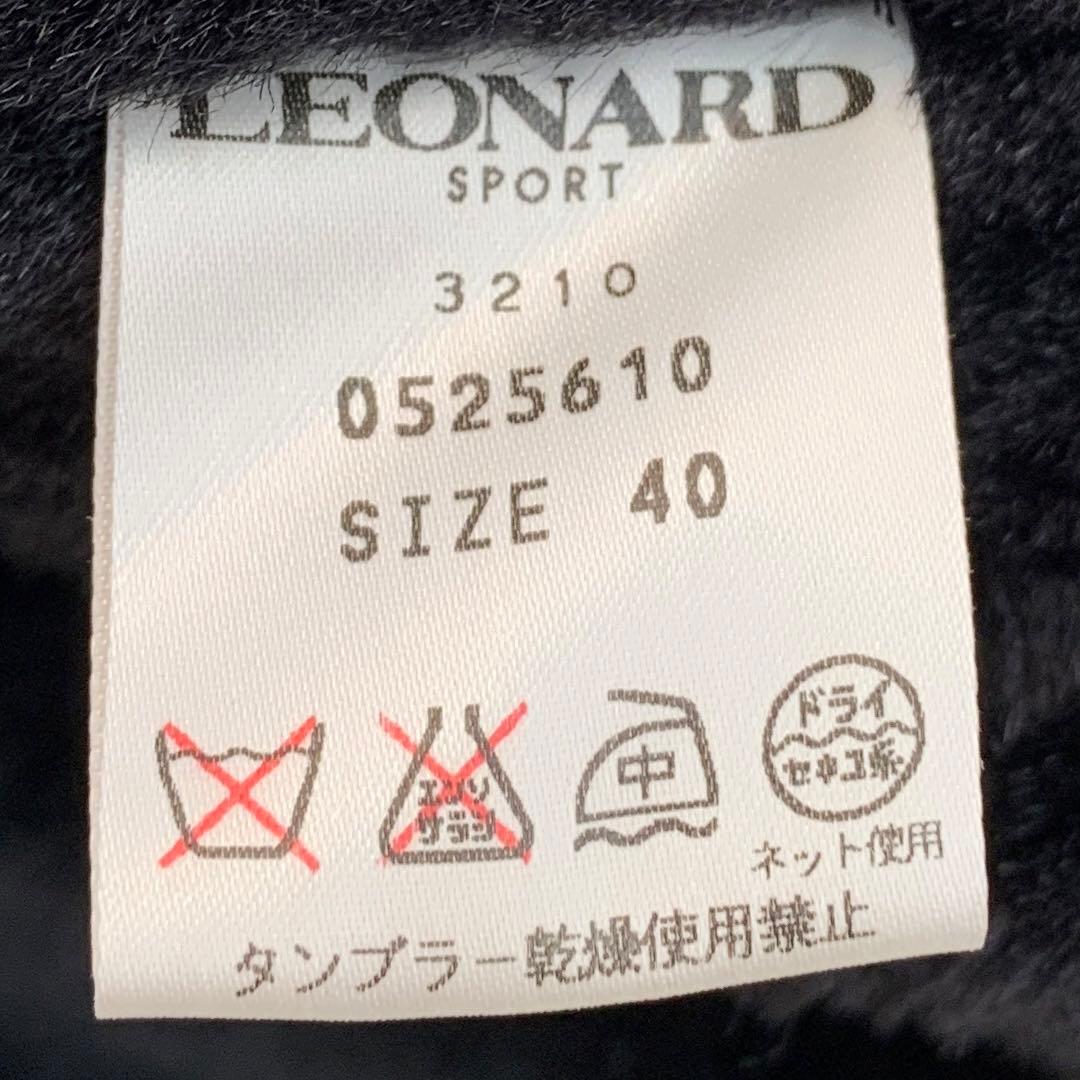 LEONARD
SPORT
3210
0525610
SIZE 40
エンソ
サラシ
中
ドライ
セキユ系
ネット使用
タンブラー乾燥使用禁止